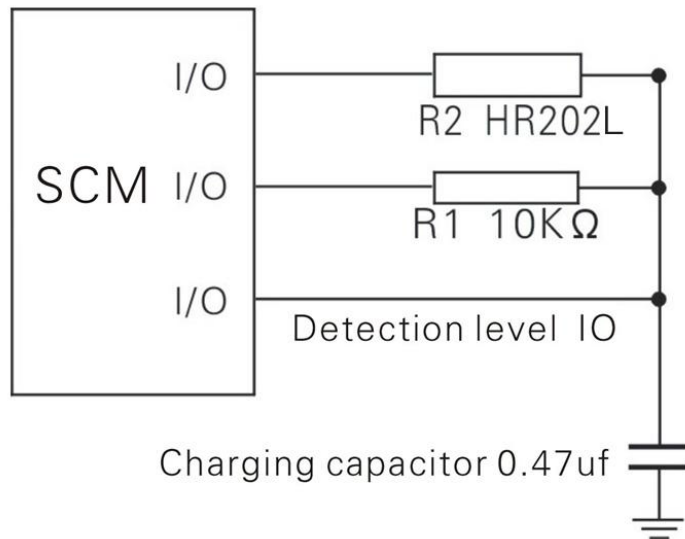 I/O
R2 HR202L
SCM I/O
R1 10KΩ
I/O
Detection level IO
Charging capacitor 0.47uf